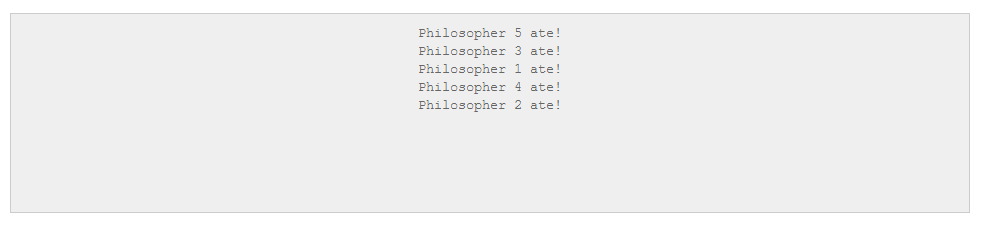 Philosopher 5 ate!
Philosopher 3 ate!
Philosopher 1 ate!
Philosopher 4 ate!
Philosopher 2 ate!